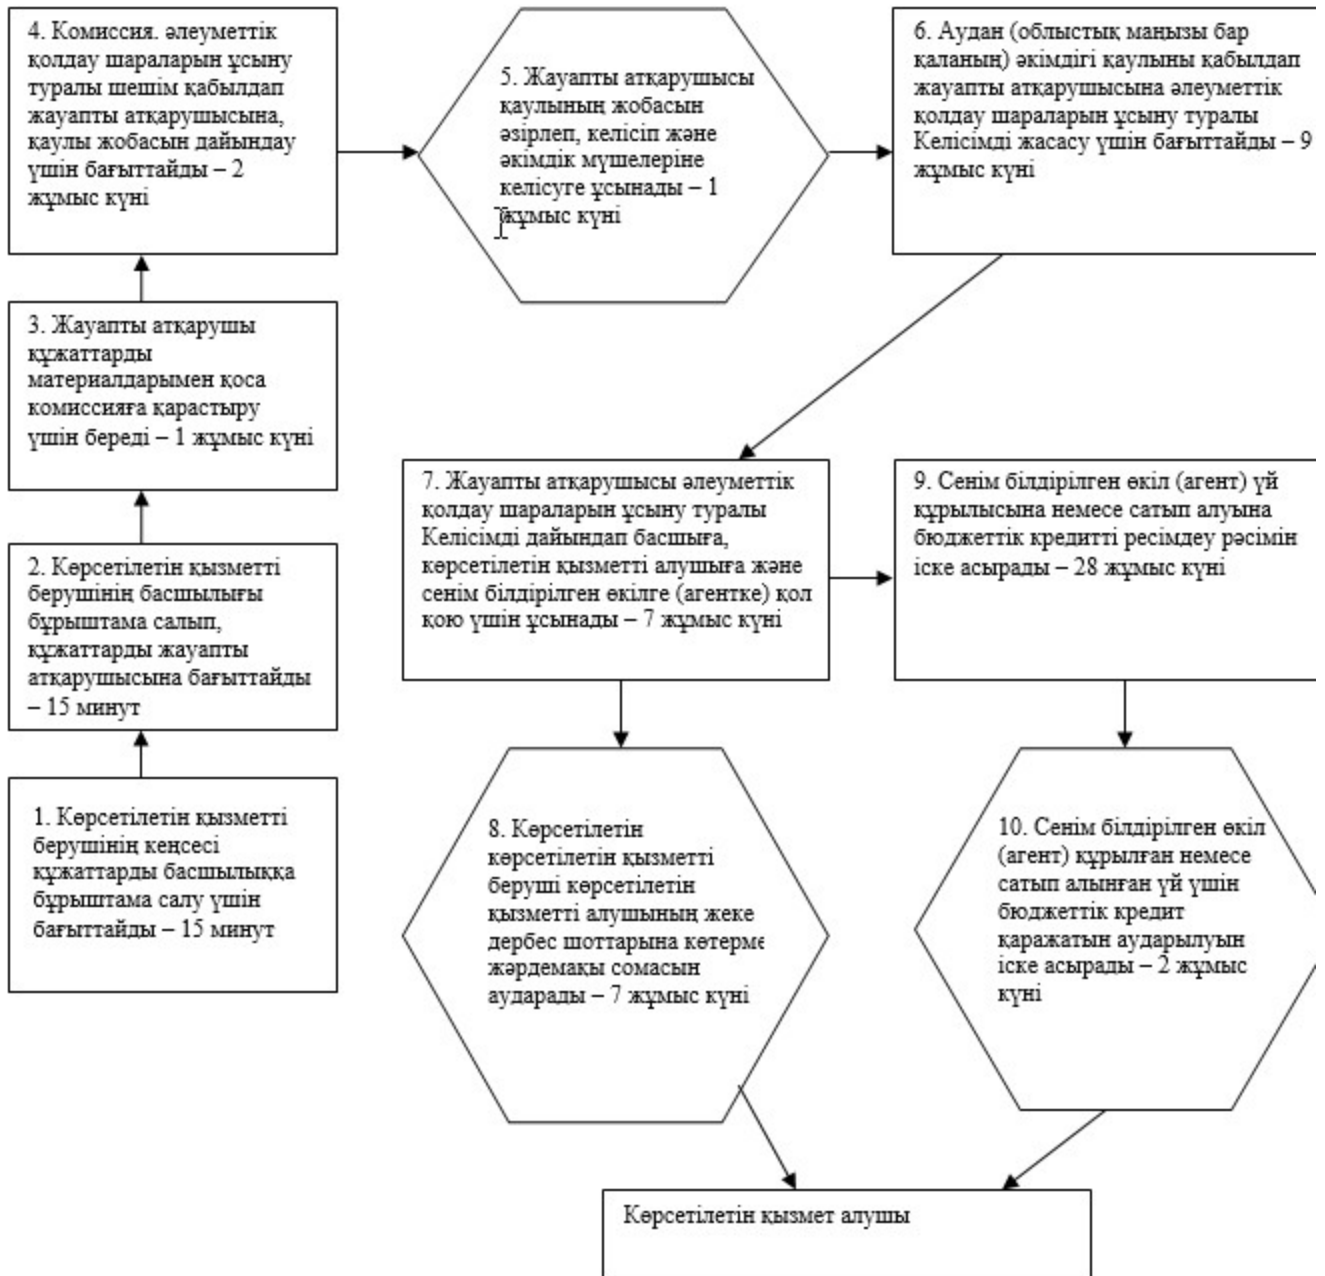 4. Комиссия. әлеуметтік
қолдау шараларын ұсыну
туралы шешім қабылдап
жауапты атқарушысына,
қаулы жобасын дайындау
үшін бағыттайды – 2
жұмыс күні
5. Жауапты атқарушысы
қаулының жобасын
әзірлеп, келісіп және
әкімдік мүшелеріне
келісуге ұсынады – 1
жұмыс күні
6. Аудан (облыстық маңызы бар
қаланың) әкімдігі қаулыны қабылдап
жауапты атқарушысына әлеуметтік
қолдау шараларын ұсыну туралы
Келісімді жасасу үшін бағыттайды – 9
жұмыс күні
3. Жауапты атқарушы
құжаттарды
материалдарымен қоса
комиссияға қарастыру
үшін береді – 1 жұмыс күні
2. Көрсетілетін қызметті
берушінің басшылығы
бұрыштама салып,
құжаттарды жауапты
атқарушысына бағыттайды
– 15 минут
1. Көрсетілетін қызметті
берушінің кеңсесі
құжаттарды басшылыққа
бұрыштама салу үшін
бағыттайды – 15 минут
7. Жауапты атқарушысы әлеуметтік
қолдау шараларын ұсыну туралы
Келісімді дайындап басшыға,
көрсетілетін қызметті алушыға және
сенім білдірілген өкілге (агентке) қол
қою үшін ұсынады – 7 жұмыс күні
9. Сенім білдірілген өкіл (агент) үй
құрылысына немесе сатып алуына
бюджеттік кредитті ресімдеу рәсімін
іске асырады – 28 жұмыс күні
8. Көрсетілетін
көрсетілетін қызметті
беруші көрсетілетін
қызметті алушының жеке
дербес шоттарына көтерме
жәрдемақы сомасын
аударады – 7 жұмыс күні
10. Сенім білдірілген өкіл
(агент) құрылған немесе
сатып алынған үй үшін
бюджеттік кредит
қаражатын аударылуын
іске асырады – 2 жұмыс
күні
Көрсетілетін қызмет алушы